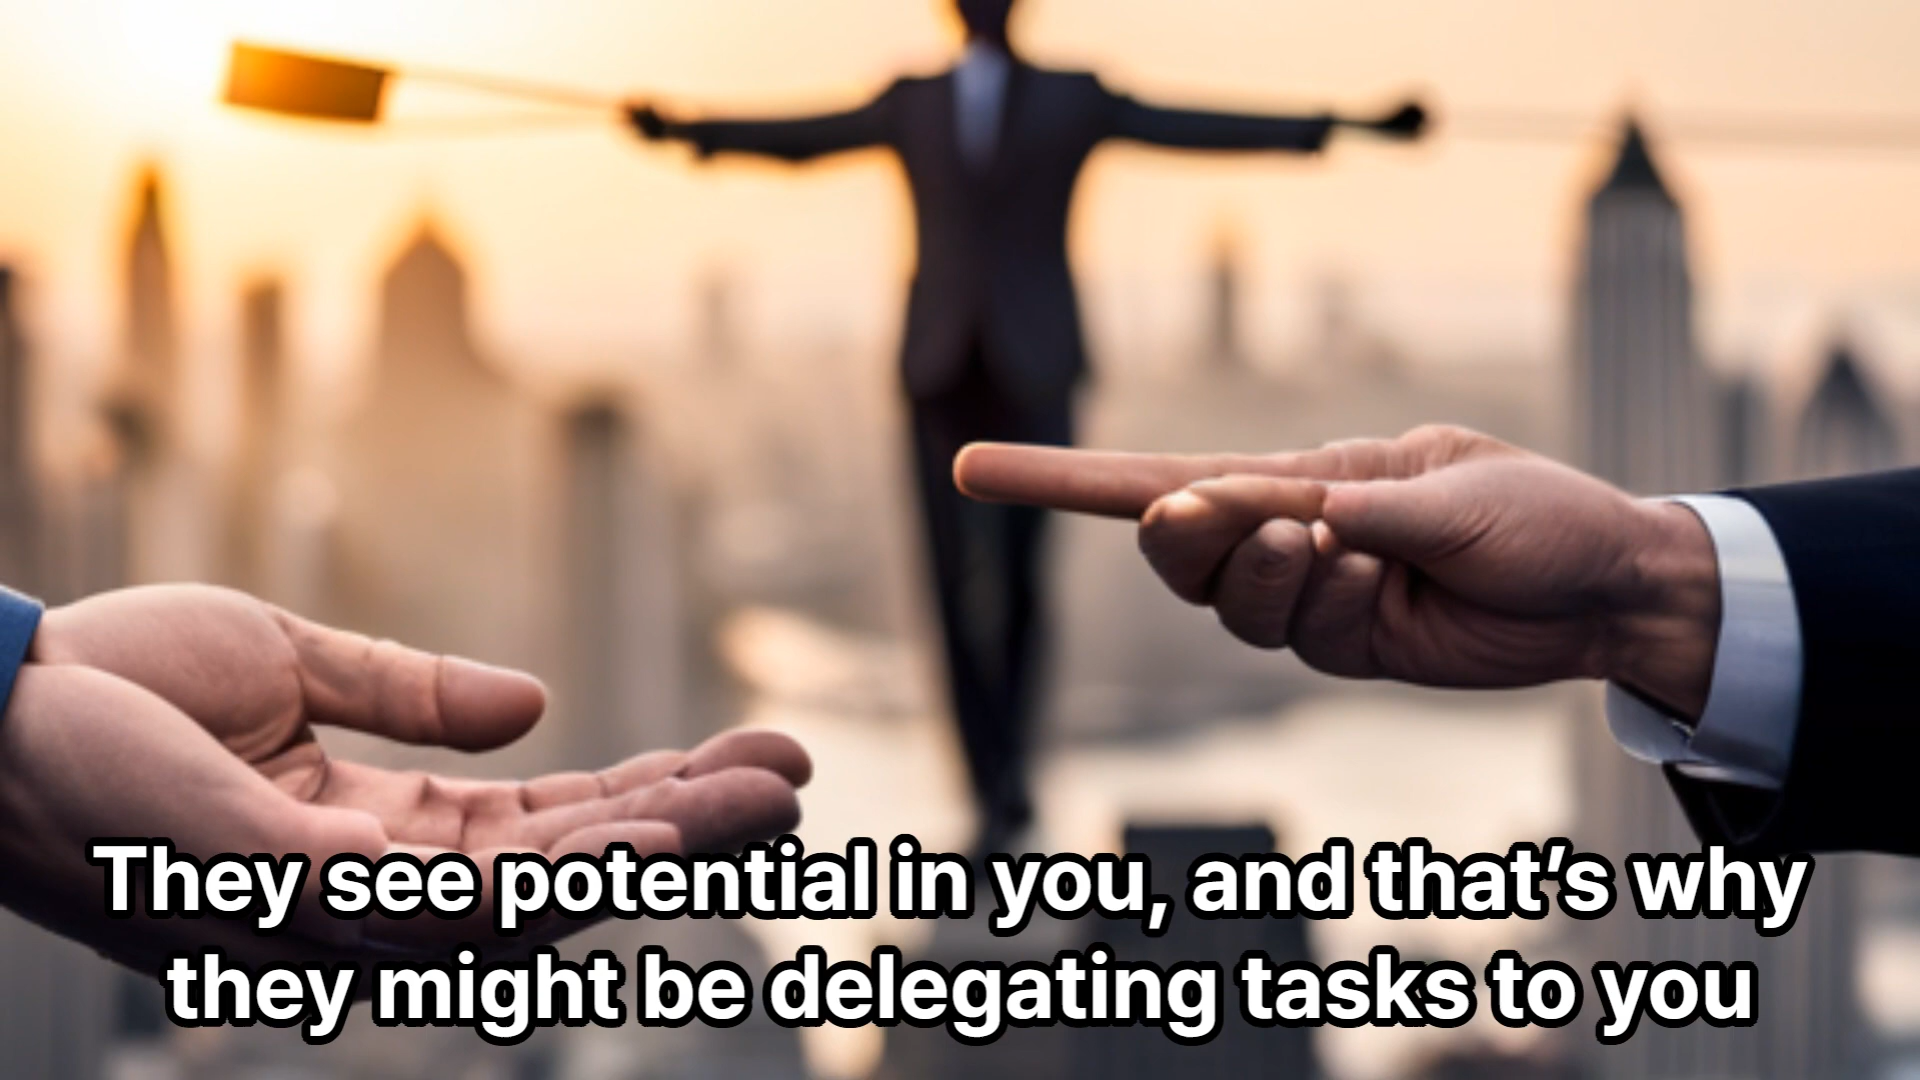 They see potential in you, and that’s why
they might be delegating tasks to you